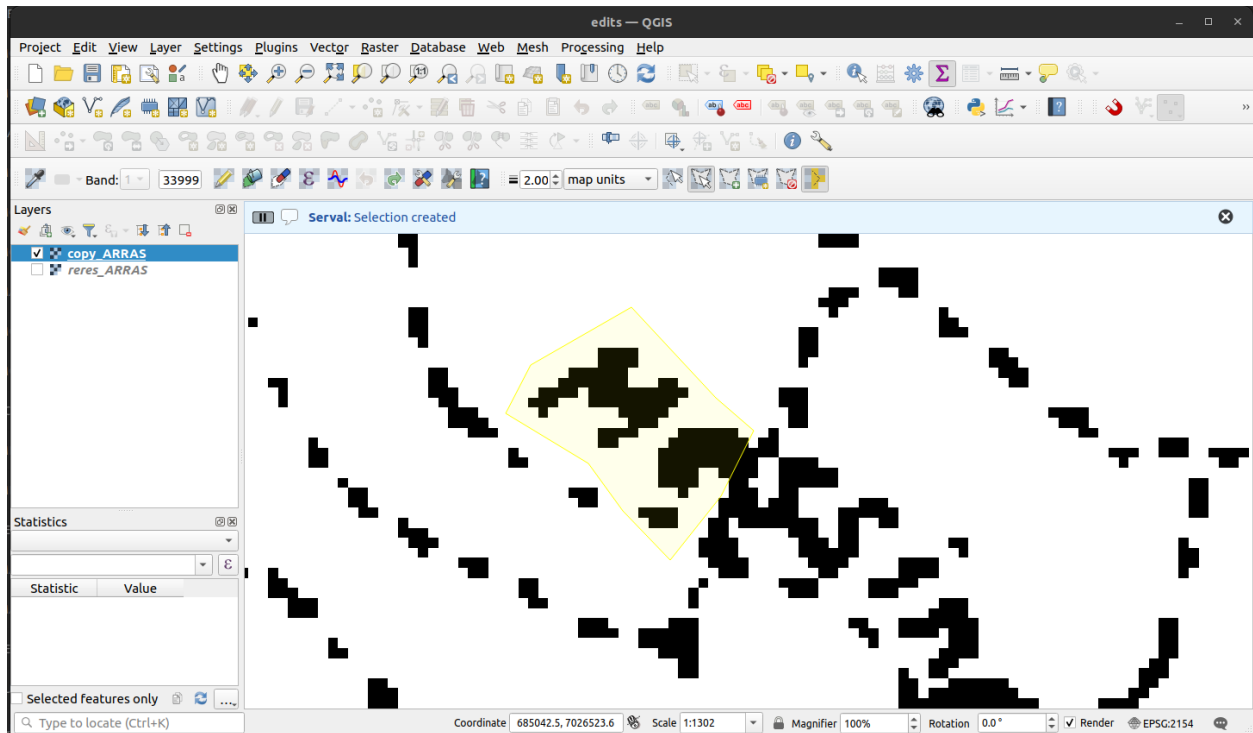 edits — QGIS
Project Edit View Layer Settings Plugins Vector Raster Database Web Mesh Processing Help
Band: 1 33999 2.00 map units
Layers
Serval: Selection created
copy_ARRAS
reres_ARRAS
Statistics
Statistic Value
Selected features only
Type to locate (Ctrl+K) Coordinate 685042.5, 7026523.6 Scale 1:1302 Magnifier 100% Rotation 0.0 ° Render EPSG:2154